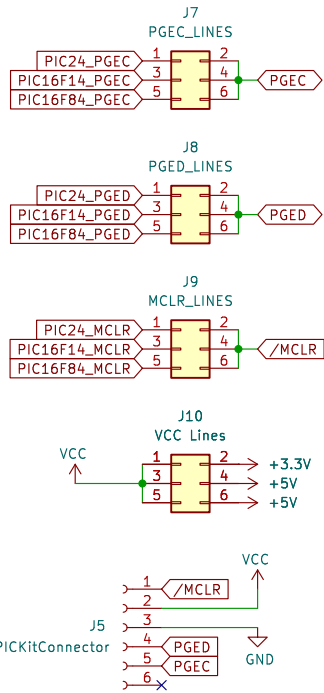 J7
PGEC_LINES
PIC24_PGEC 1 2
PIC16F14_PGEC 3 4 PGEC
PIC16F84_PGEC 5 6
J8
PGED_LINES
PIC24_PGED 1 2
PIC16F14_PGED 3 4 PGED
PIC16F84_PGED 5 6
J9
MCLR_LINES
PIC24_MCLR 1 2
PIC16F14_MCLR 3 4 /MCLR
PIC16F84_MCLR 5 6
J10
VCC Lines
VCC 1 2 +3.3V
3 4 +5V
5 6 +5V
VCC
1 /MCLR
2
J5 3
PICKitConnector 4 PGED
GND
5 PGEC
6